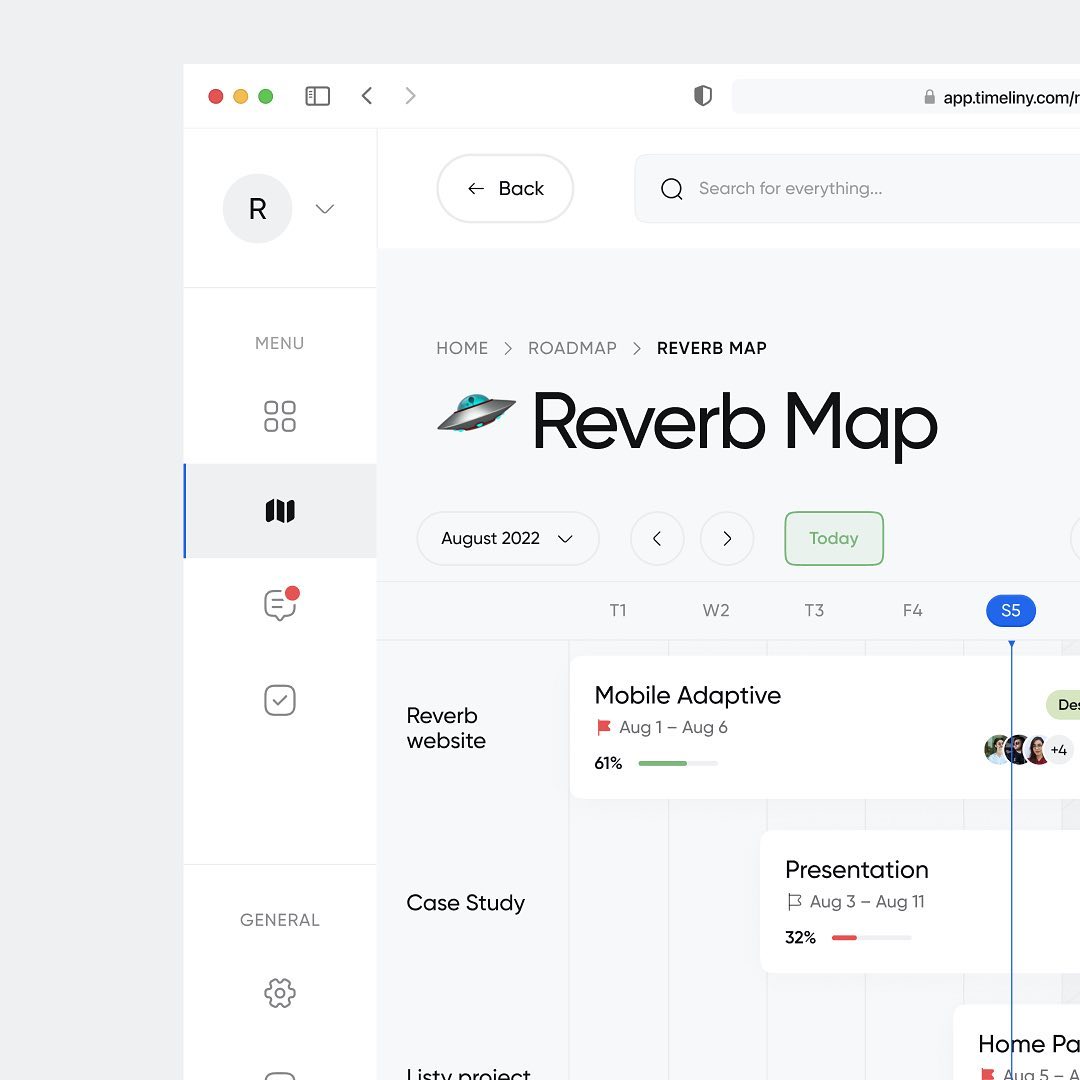 app.timeliny.com/r
R
Back
Search for everything...
MENU
HOME > ROADMAP > REVERB MAP
Reverb Map
August 2022
Today
T1 W2 T3 F4 S5
Reverb
website
Mobile Adaptive
Aug 1 – Aug 6
61%
Des
+4
Case Study
Presentation
Aug 3 – Aug 11
32%
GENERAL
Listy project
Home Pa
Aug 5 – A